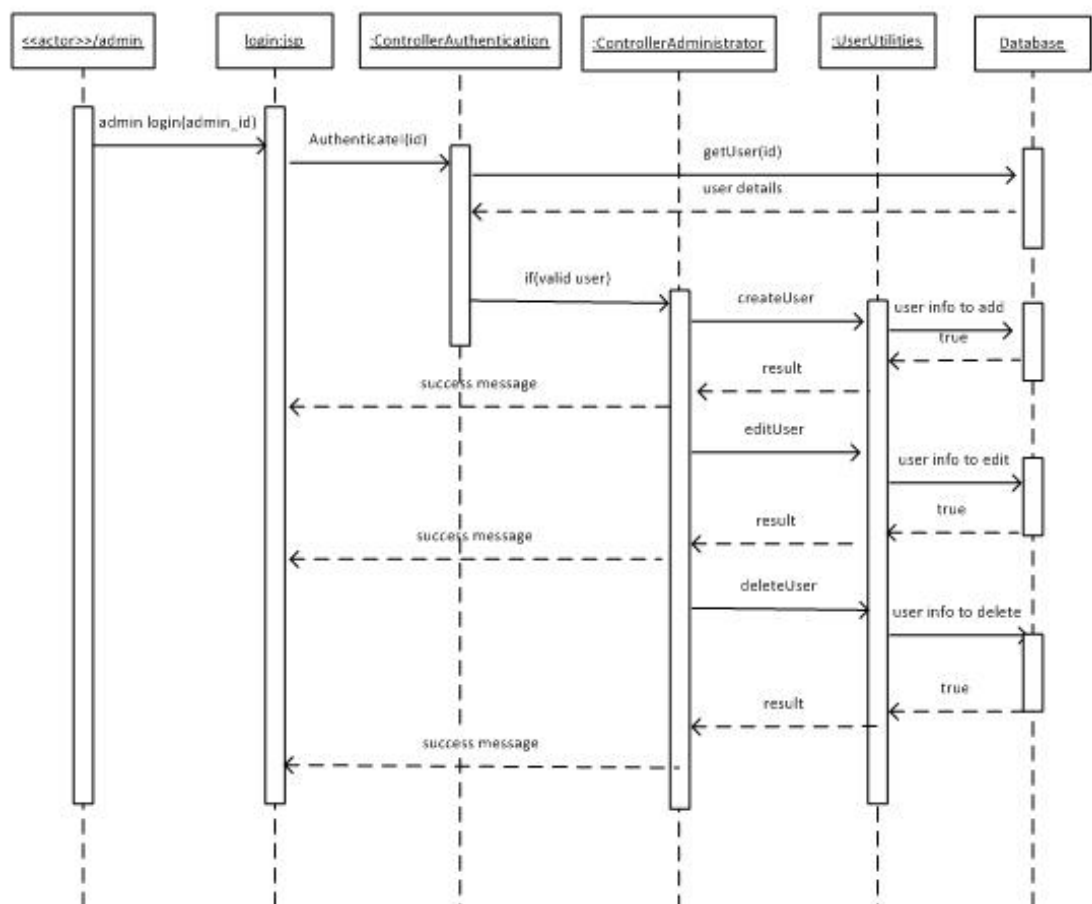 <<actor>>/admin
login:jsp
:ControllerAuthentication
:ControllerAdministrator
:UserUtilities
Database
admin login(admin_id)
Authenticate!(id)
getUser(id)
user details
if(valid user)
createUser
user info to add
true
result
success message
editUser
user info to edit
true
result
success message
deleteUser
user info to delete
true
result
success message